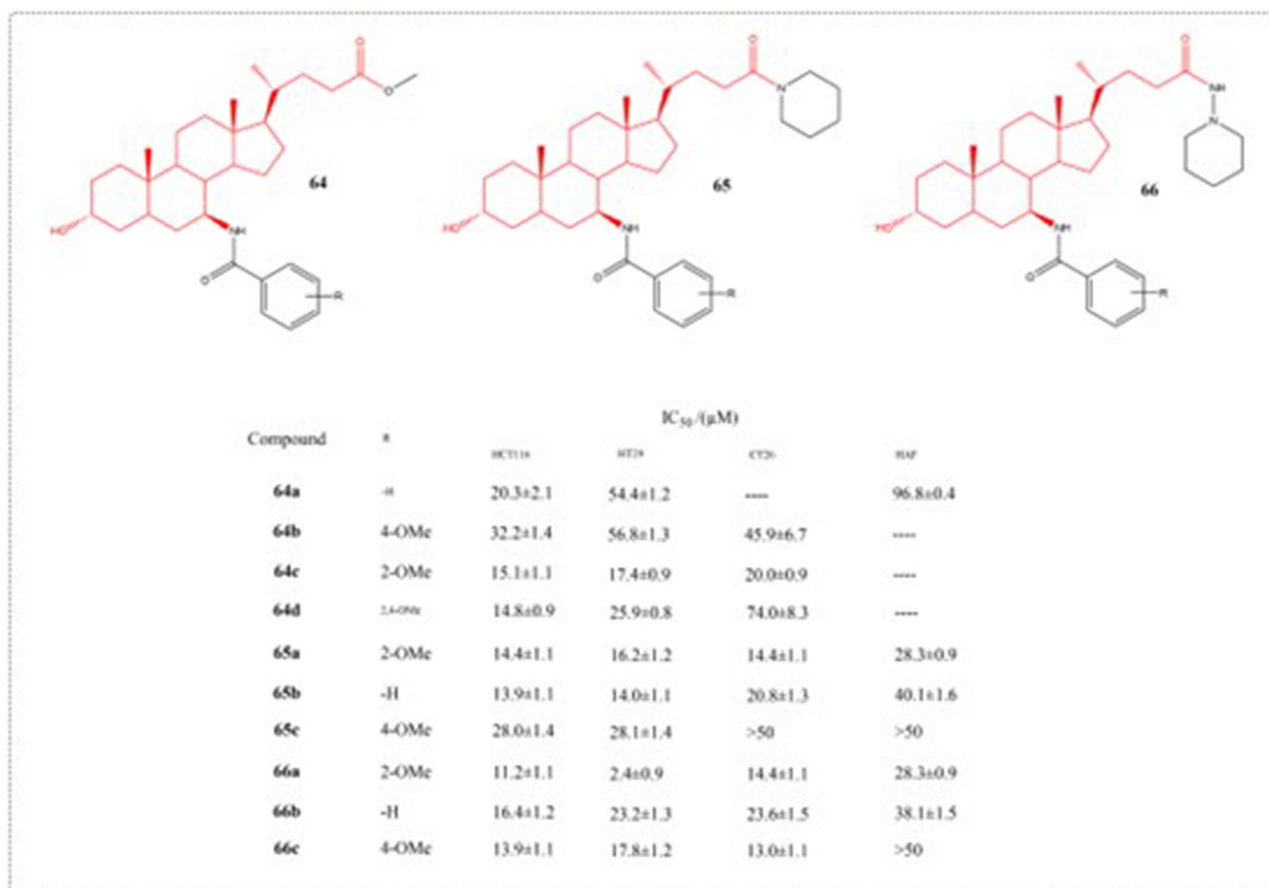 O
O
O
O
N
NH
N
64
65
66
HO
NH
HO
NH
HO
NH
O
R
O
R
O
R
IC50/(μM)
Compound R
HCT116 HT29 CT26
64a -H 20.3±2.1 54.4±1.2 ---- 96.8±0.4
64b 4-OMe 32.2±1.4 56.8±1.3 45.9±6.7 ----
64c 2-OMe 15.1±1.1 17.4±0.9 20.0±0.9 ----
64d 14.8±0.9 25.9±0.8 74.0±8.3 ----
65a 2-OMe 14.4±1.1 16.2±1.2 14.4±1.1 28.3±0.9
65b -H 13.9±1.1 14.0±1.1 20.8±1.3 40.1±1.6
65c 4-OMe 28.0±1.4 28.1±1.4 >50 >50
66a 2-OMe 11.2±1.1 2.4±0.9 14.4±1.1 28.3±0.9
66b -H 16.4±1.2 23.2±1.3 23.6±1.5 38.1±1.5
66c 4-OMe 13.9±1.1 17.8±1.2 13.0±1.1 >50